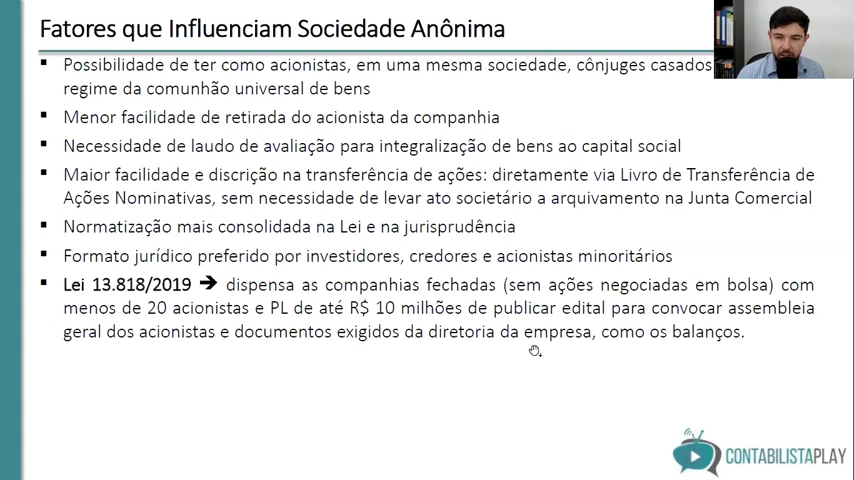 Fatores que Influenciam Sociedade Anônima
▪ Possibilidade de ter como acionistas, em uma mesma sociedade, cônjuges casados
regime da comunhão universal de bens
▪ Menor facilidade de retirada do acionista da companhia
▪ Necessidade de laudo de avaliação para integralização de bens ao capital social
▪ Maior facilidade e discrição na transferência de ações: diretamente via Livro de Transferência de
Ações Nominativas, sem necessidade de levar ato societário a arquivamento na Junta Comercial
▪ Normatização mais consolidada na Lei e na jurisprudência
▪ Formato jurídico preferido por investidores, credores e acionistas minoritários
▪ Lei 13.818/2019 ➔ dispensa as companhias fechadas (sem ações negociadas em bolsa) com
menos de 20 acionistas e PL de até R$ 10 milhões de publicar edital para convocar assembleia
geral dos acionistas e documentos exigidos da diretoria da empresa, como os balanços.
CONTABILISTAPLAY